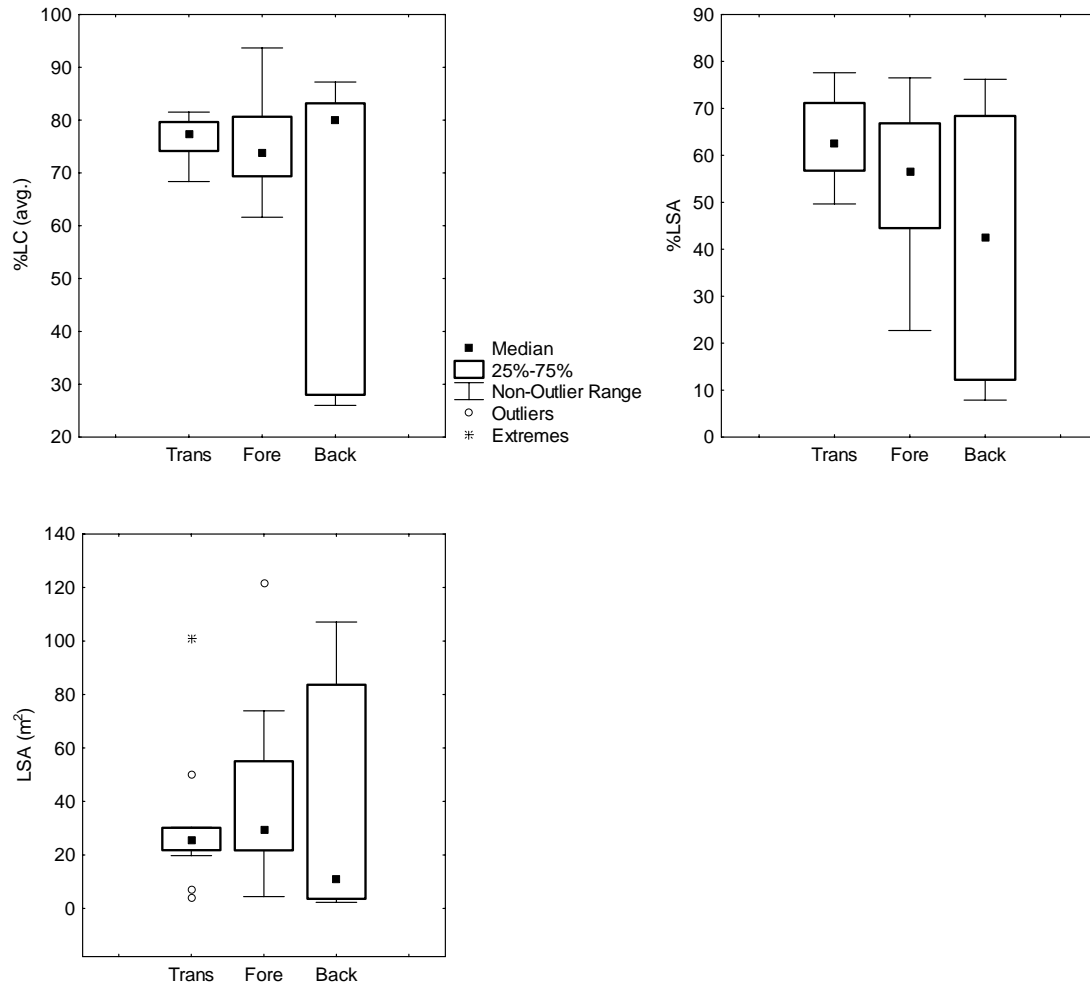 100
90
80
70
60
50
40
30
20
%LC (avg.)
Trans Fore Back
Median
25%-75%
Non-Outlier Range
Outliers
Extremes
90
80
70
60
50
40
30
20
10
0
%LSA
Trans Fore Back
140
120
100
80
60
40
20
0
LSA (m²)
Trans Fore Back